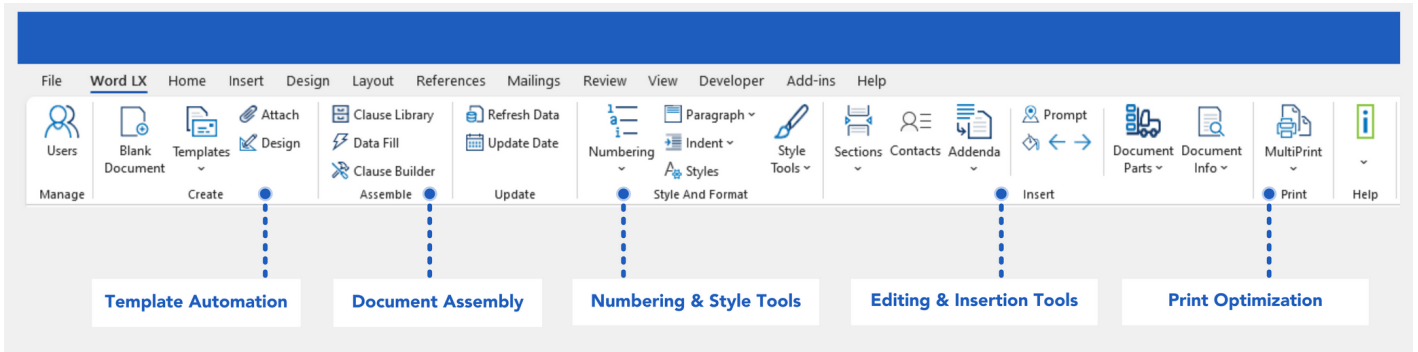 File Word LX Home Insert Design Layout References Mailings Review View Developer Add-ins Help
Users
Blank
Document
Templates
Attach
Design
Clause Library
Data Fill
Clause Builder
Refresh Data
Update Date
1
a
i
Numbering
Paragraph
Indent
A
Styles
Style
Tools
Sections
Contacts
Addenda
Prompt
Document
Parts
Document
Info
MultiPrint
i
Manage Create Assemble Update Style And Format Insert Print Help
Template Automation Document Assembly Numbering & Style Tools Editing & Insertion Tools Print Optimization